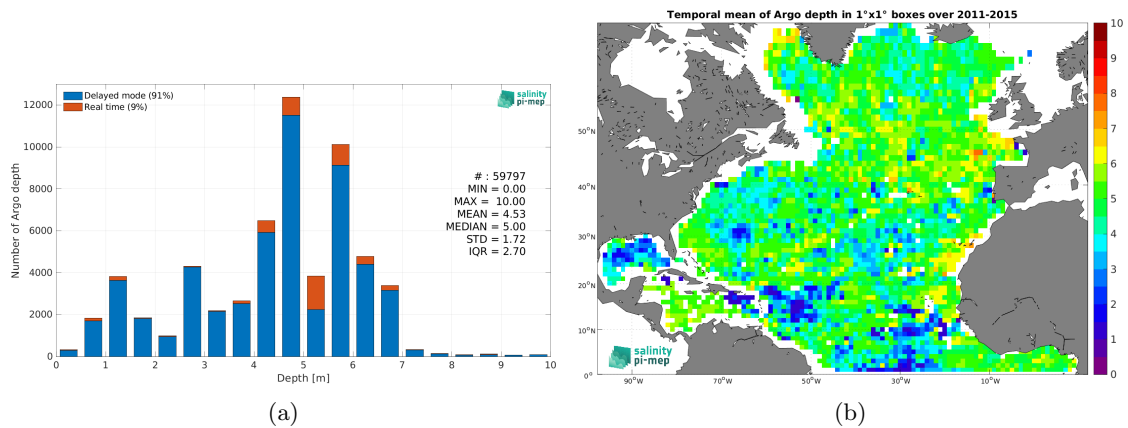 Delayed mode (91%)
Real time (9%)
salinity
pi-mep
# : 59797
MIN = 0.00
MAX = 10.00
MEAN = 4.53
MEDIAN = 5.00
STD = 1.72
IQR = 2.70
Number of Argo depth
12000
10000
8000
6000
4000
2000
0
0 1 2 3 4 5 6 7 8 9 10
Depth [m]
(a)
Temporal mean of Argo depth in 1°x1° boxes over 2011-2015
50°N
40°N
30°N
20°N
10°N
0°
90°W 70°W 50°W 30°W 10°W
salinity
pi-mep
10
9
8
7
6
5
4
3
2
1
0
(b)